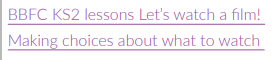 BBFC KS2 lessons Let's watch a film!
Making choices about what to watch